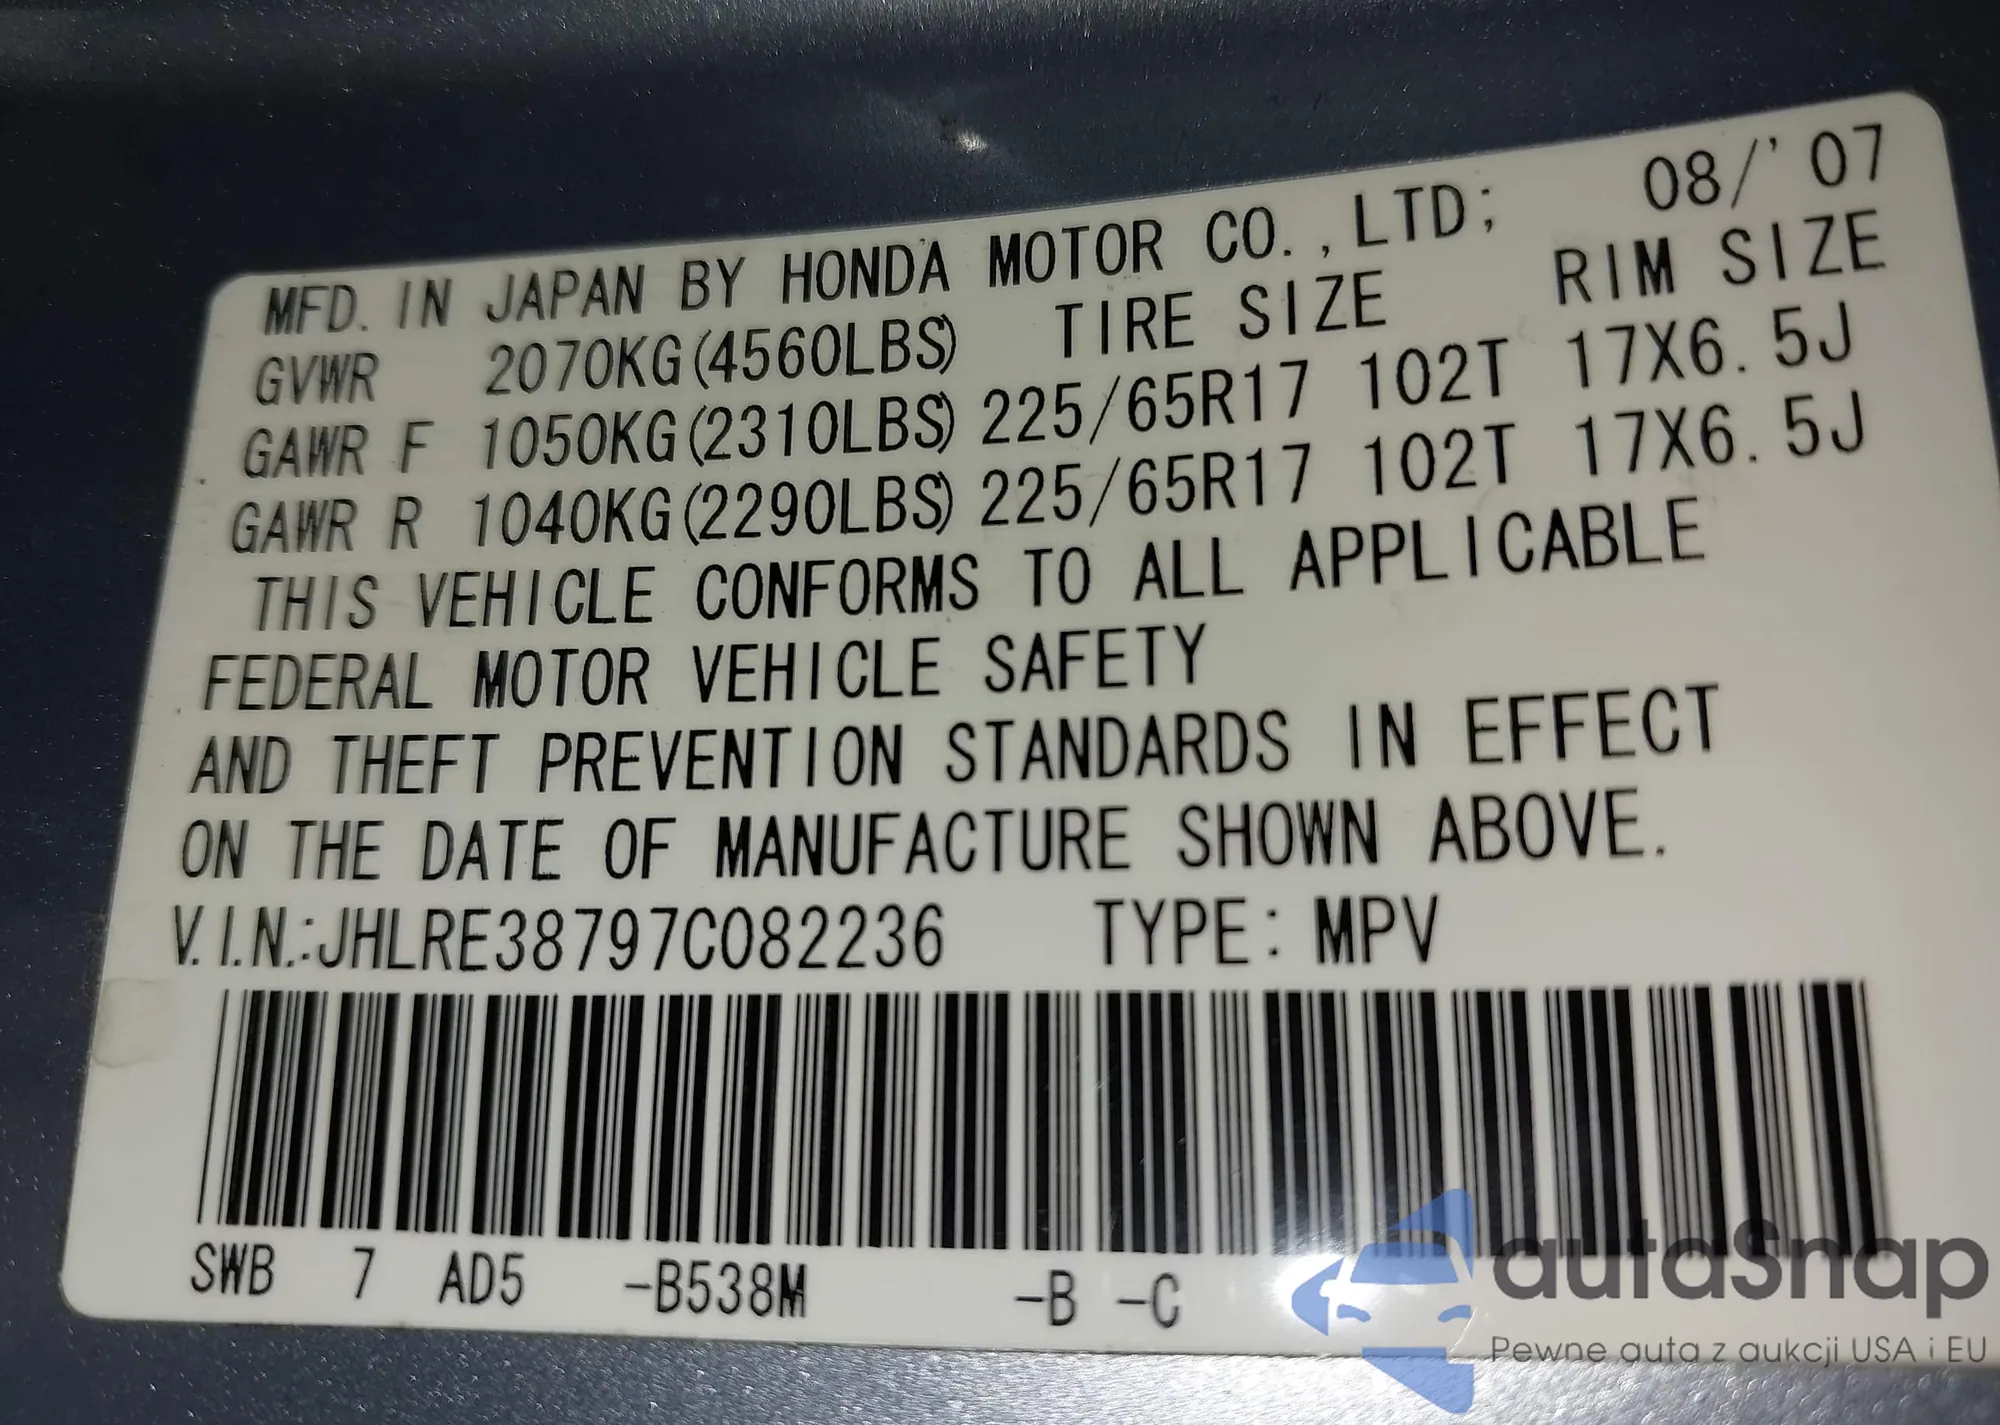 MFD. IN JAPAN BY HONDA MOTOR CO.,LTD; 08/'07
GVWR 2070KG(4560LBS) TIRE SIZE RIM SIZE
GAWR F 1050KG(2310LBS) 225/65R17 102T 17X6.5J
GAWR R 1040KG(2290LBS) 225/65R17 102T 17X6.5J
THIS VEHICLE CONFORMS TO ALL APPLICABLE
FEDERAL MOTOR VEHICLE SAFETY
AND THEFT PREVENTION STANDARDS IN EFFECT
ON THE DATE OF MANUFACTURE SHOWN ABOVE.
V.I.N.:JHLRE38797C082236 TYPE: MPV
SWB 7 AD5 -B538M -B -C
autaSnap
Pewne auta z aukcji USA i EU